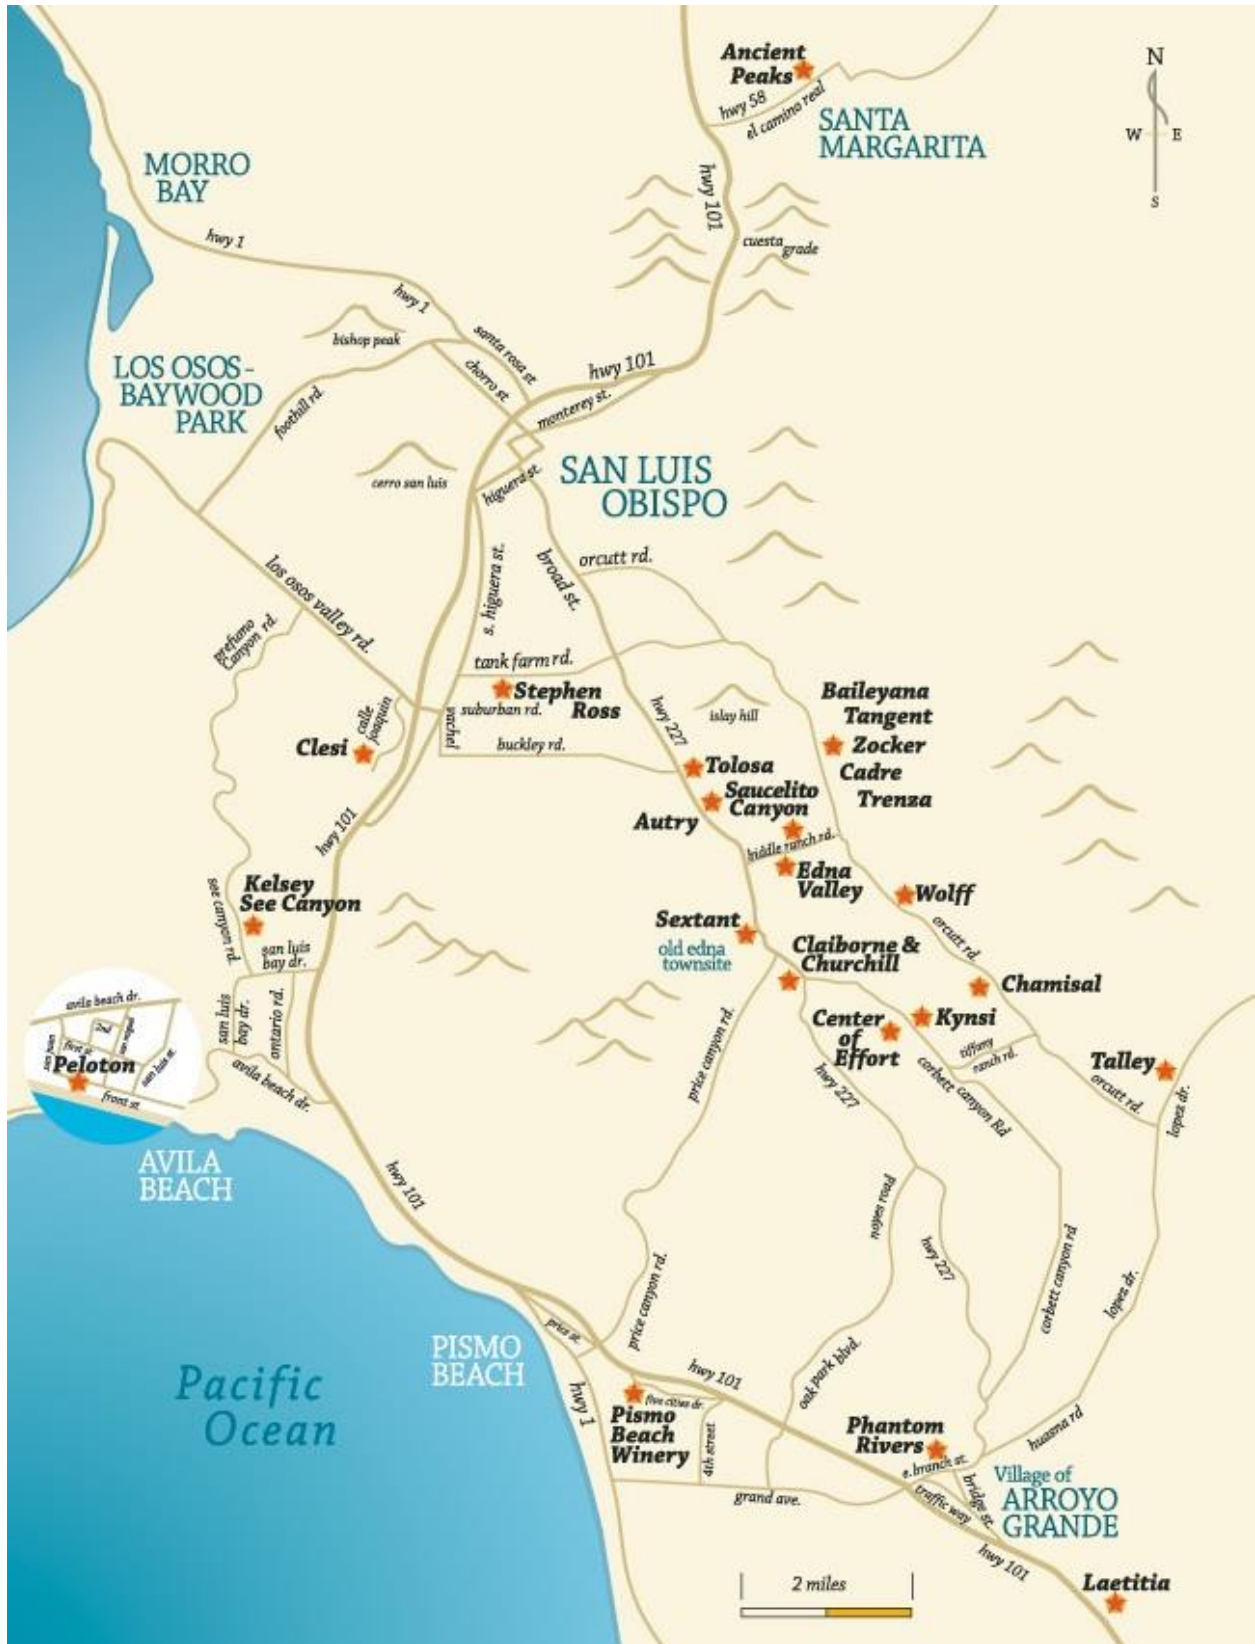 Ancient
Peaks
hwy 58
el camino real
SANTA
MARGARITA
N
W E
S
MORRO
BAY
hwy 101
hwy 1
cuesta
grade
hwy 1
bishop peak
santa rosa st
hwy 101
LOS OSOS-
BAYWOOD
PARK
chorro st
foothill rd.
monterey st.
cerro san luis
higuera st.
SAN LUIS
OBISPO
los osos valley rd.
s. higuera st.
broad st.
orcutt rd.
prefumo
Canyon rd.
tank farm rd.
Stephen
Ross
suburban rd.
vachel
buckley rd.
hwy 227
islay hill
calle
joaquin
Clesi
Baileyana
Tangent
Zocker
Cadre
Trenza
Tolosa
Saucelito
Canyon
Autry
biddle ranch rd.
hwy 101
Edna
Valley
Wolff
Kelsey
See Canyon
see canyon rd.
san luis
bay dr.
Sextant
old edna
townsite
Claiborne &
Churchill
orcutt rd.
Chamisal
san luis
bay dr.
ontario rd.
avila beach dr.
avila beach dr.
san juan
first st.
san miguel
san luis st.
Peloton
front st
AVILA
BEACH
price canyon rd.
Center
of
Effort
Kynsi
tiffany
ranch rd.
Talley
orcutt rd.
lopez dr.
hwy 227
corbett canyon Rd
hwy 101
noyes road
hwy 227
corbett canyon rd
lopez dr.
price canyon rd.
price st.
PISMO
BEACH
Pacific
Ocean
hwy 1
hwy 101
five cities dr.
Pismo
Beach
Winery
4th street
oak park blvd.
Phantom
Rivers
e. branch st.
huasna rd
grand ave.
traffic way
bridge st.
Village of
ARROYO
GRANDE
hwy 101
2 miles
Laetitia